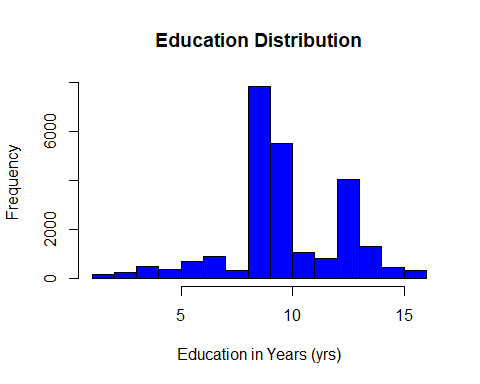 Education Distribution
Frequency
6000
2000
0
5
10
15
Education in Years (yrs)